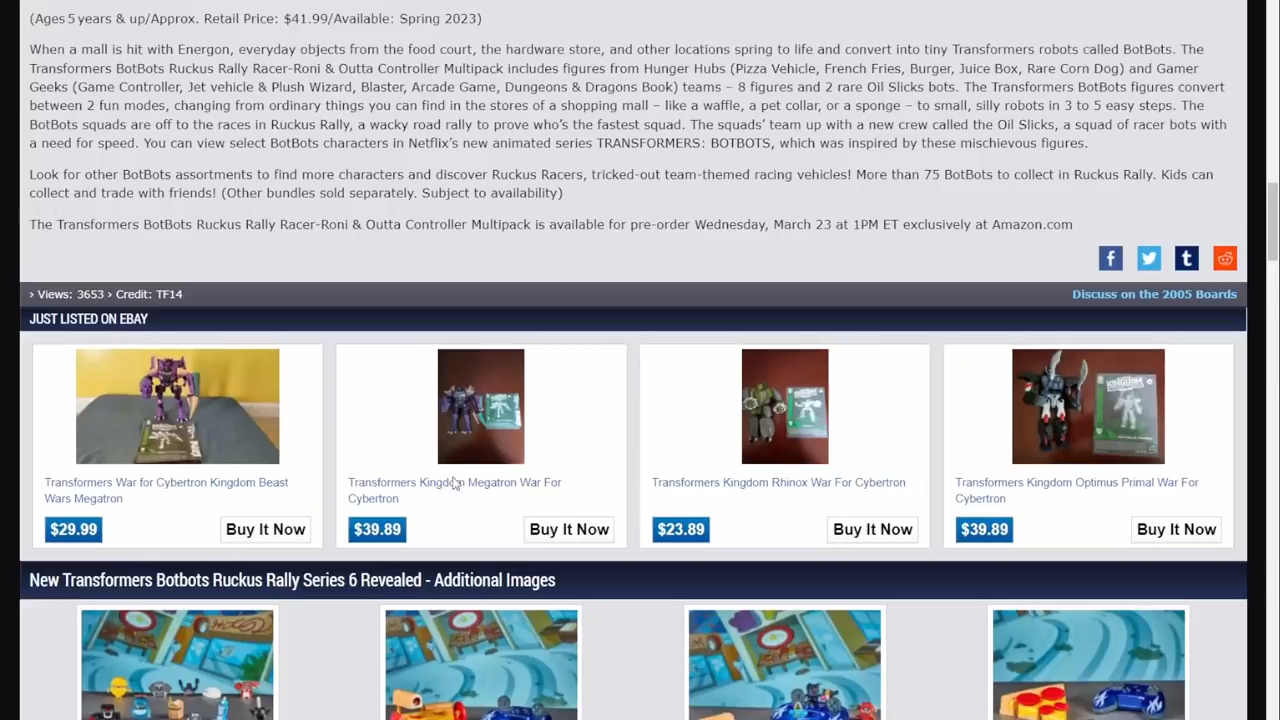 (Ages 5 years & up/Approx. Retail Price: $41.99/Available: Spring 2023)
When a mall is hit with Energon, everyday objects from the food court, the hardware store, and other locations spring to life and convert into tiny Transformers robots called BotBots. The
Transformers BotBots Ruckus Rally Racer-Roni & Outta Controller Multipack includes figures from Hunger Hubs (Pizza Vehicle, French Fries, Burger, Juice Box, Rare Corn Dog) and Gamer
Geeks (Game Controller, Jet vehicle & Plush Wizard, Blaster, Arcade Game, Dungeons & Dragons Book) teams – 8 figures and 2 rare Oil Slicks bots. The Transformers BotBots figures convert
between 2 fun modes, changing from ordinary things you can find in the stores of a shopping mall – like a waffle, a pet collar, or a sponge – to small, silly robots in 3 to 5 easy steps. The
BotBots squads are off to the races in Ruckus Rally, a wacky road rally to prove who's the fastest squad. The squads' team up with a new crew called the Oil Slicks, a squad of racer bots with
a need for speed. You can view select BotBots characters in Netflix's new animated series TRANSFORMERS: BOTBOTS, which was inspired by these mischievous figures.
Look for other BotBots assortments to find more characters and discover Ruckus Racers, tricked-out team-themed racing vehicles! More than 75 BotBots to collect in Ruckus Rally. Kids can
collect and trade with friends! (Other bundles sold separately. Subject to availability)
The Transformers BotBots Ruckus Rally Racer-Roni & Outta Controller Multipack is available for pre-order Wednesday, March 23 at 1PM ET exclusively at Amazon.com
› Views: 3653 › Credit: TF14
Discuss on the 2005 Boards
JUST LISTED ON EBAY
Transformers War for Cybertron Kingdom Beast
Wars Megatron
$29.99
Buy It Now
Transformers Kingdom Megatron War For
Cybertron
$39.89
Buy It Now
Transformers Kingdom Rhinox War For Cybertron
$23.89
Buy It Now
KINGDOM
Transformers Kingdom Optimus Primal War For
Cybertron
$39.89
Buy It Now
New Transformers Botbots Ruckus Rally Series 6 Revealed - Additional Images